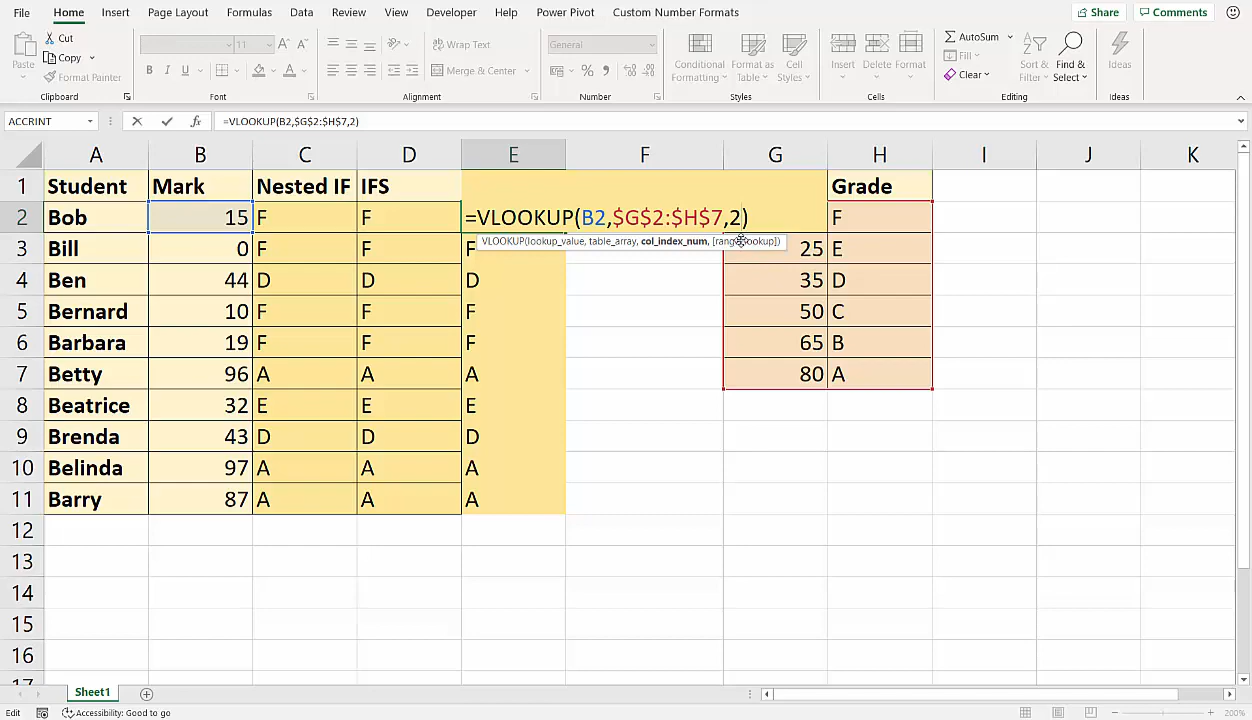 File Home Insert Page Layout Formulas Data Review View Developer Help Power Pivot Custom Number Formats Share Comments
Paste Cut Copy Format Painter Clipboard
11 A A B I U A Font
Wrap Text Merge & Center Alignment
General % , Number
Conditional Formatting Format as Table Cell Styles Styles
Insert Delete Format Cells
AutoSum Fill Clear Sort & Filter Find & Select Editing
Ideas Ideas
ACCRINT fx =VLOOKUP(B2,$G$2:$H$7,2)
A B C D E F G H I J K
1 Student Mark Nested IF IFS Grade
2 Bob 15 F F =VLOOKUP(B2,$G$2:$H$7,2) F
VLOOKUP(lookup_value, table_array, col_index_num, [range_lookup])
3 Bill 0 F F F 25 E
4 Ben 44 D D D 35 D
5 Bernard 10 F F F 50 C
6 Barbara 19 F F F 65 B
7 Betty 96 A A A 80 A
8 Beatrice 32 E E E
9 Brenda 43 D D D
10 Belinda 97 A A A
11 Barry 87 A A A
12
13
14
15
16
17
Sheet1
Edit Accessibility: Good to go 200%